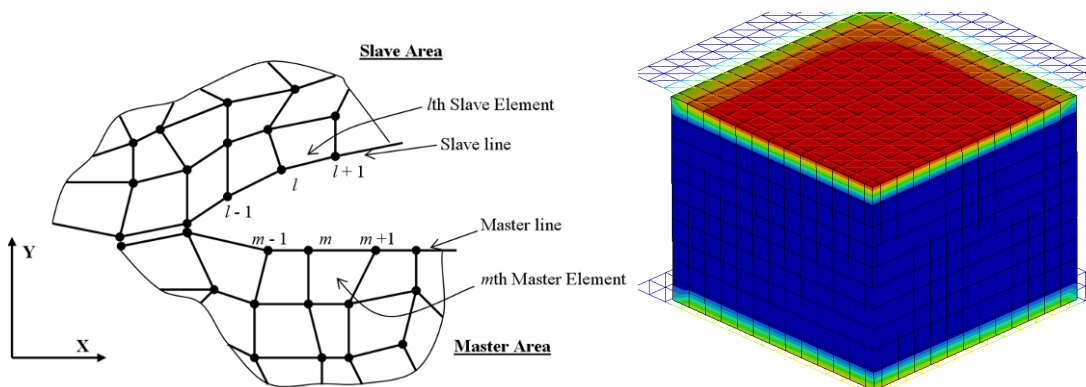 Slave Area
lth Slave Element
Slave line
l
l + 1
l - 1
Master line
m - 1
m
m +1
Y
mth Master Element
X
Master Area